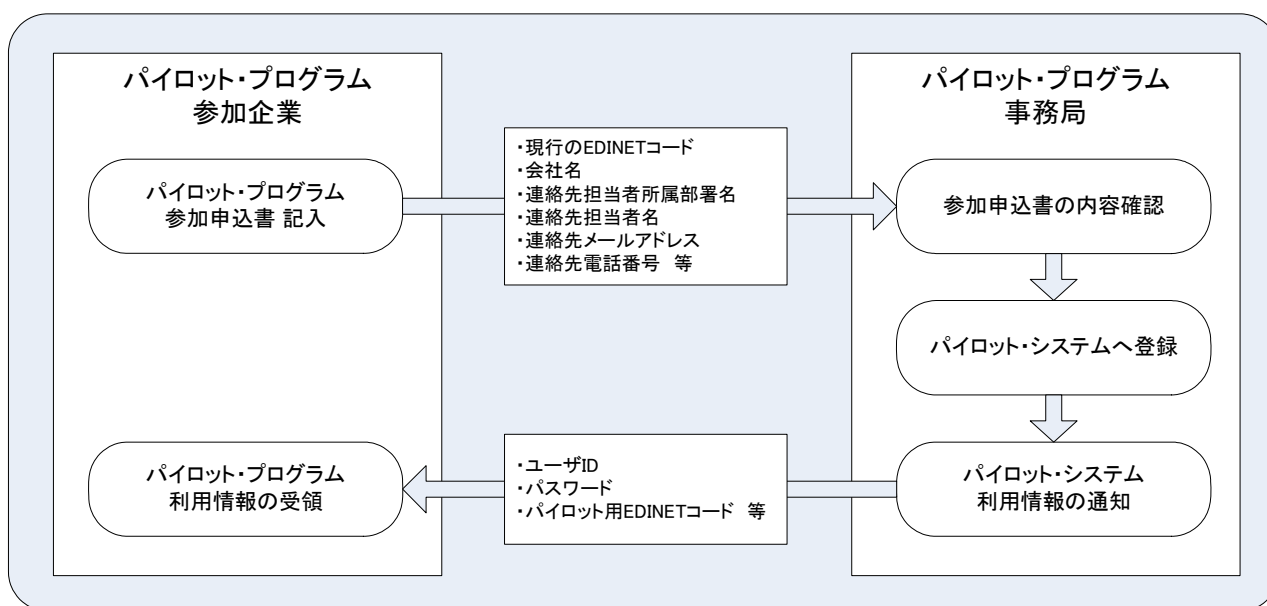 パイロット・プログラム
参加企業
パイロット・プログラム
事務局
パイロット・プログラム
参加申込書 記入
・現行のEDINETコード
・会社名
・連絡先担当者所属部署名
・連絡先担当者名
・連絡先メールアドレス
・連絡先電話番号　等
参加申込書の内容確認
パイロット・システムへ登録
パイロット・システム
利用情報の通知
・ユーザID
・パスワード
・パイロット用EDINETコード　等
パイロット・プログラム
利用情報の受領